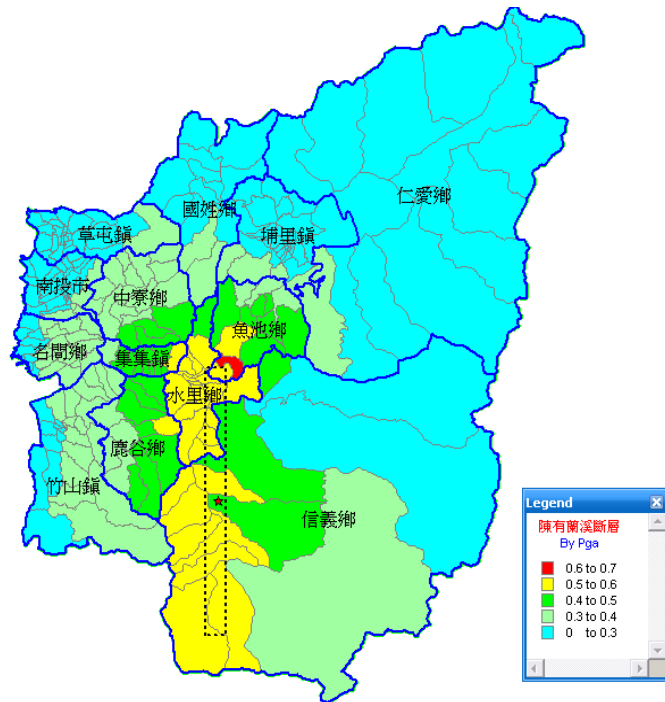 仁愛鄉
國姓鄉
草屯鎮
埔里鎮
南投市
中寮鄉
魚池鄉
名間鄉
集集鎮
水里鄉
鹿谷鄉
竹山鎮
信義鄉
Legend
陳有蘭溪斷層
By Pga
0.6 to 0.7
0.5 to 0.6
0.4 to 0.5
0.3 to 0.4
0 to 0.3